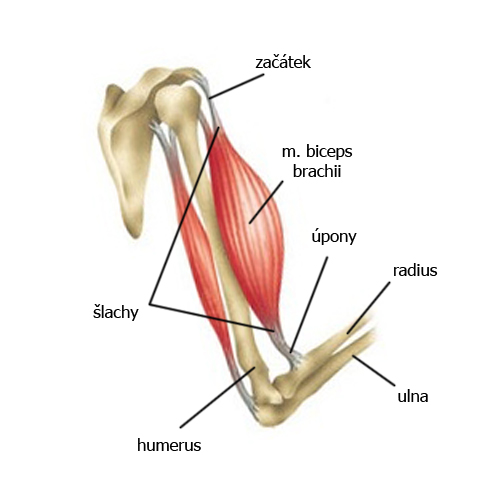 začátek
m. biceps
brachii
úpony
radius
šlachy
ulna
humerus